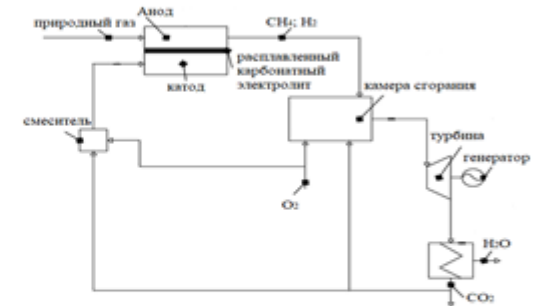 Анод
природный газ
CH4; H2
расплавленный
карбонатный
электролит
катод
камера сгорания
смеситель
турбина
генератор
O2
H2O
CO2